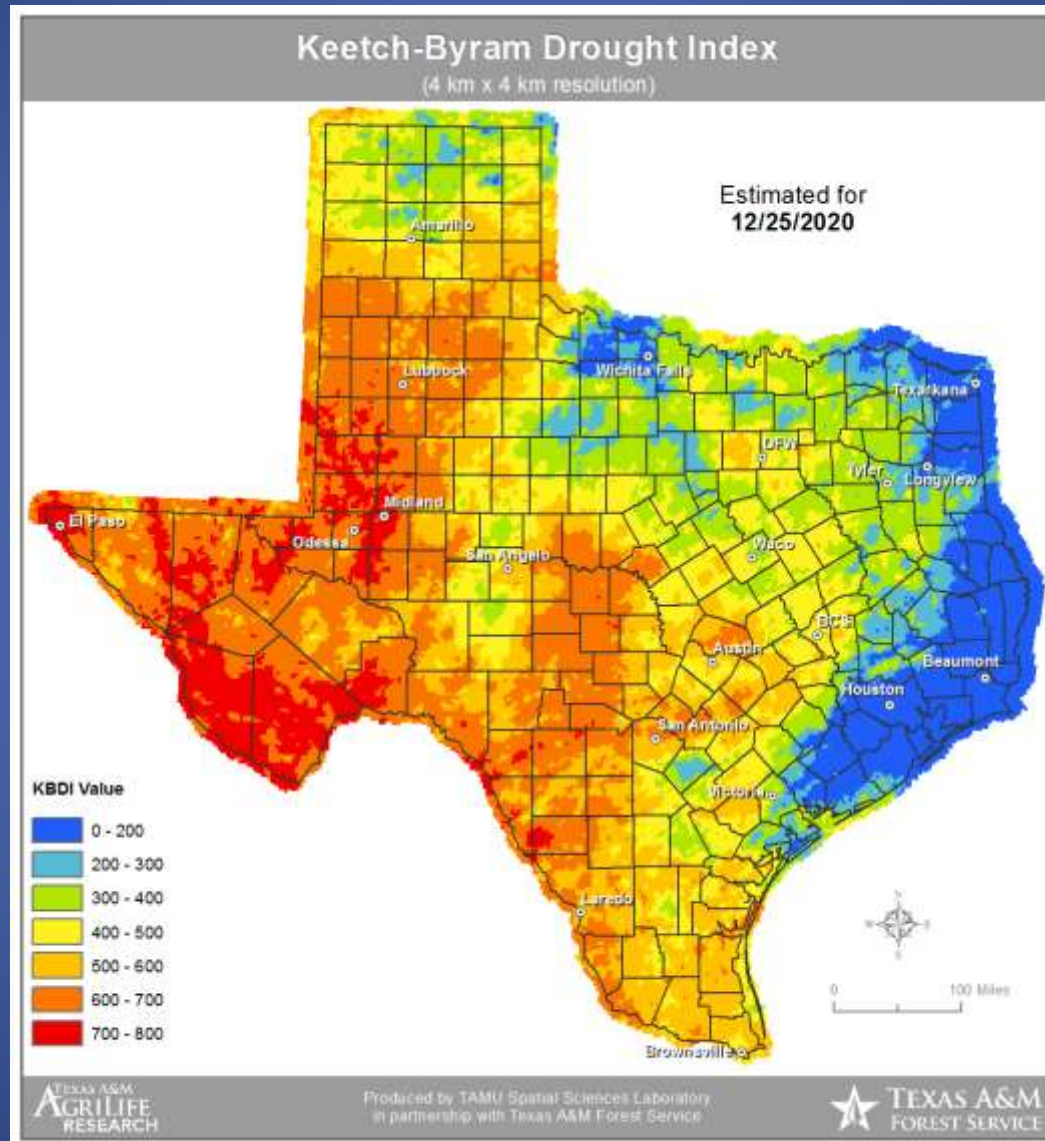 Keetch-Byram Drought Index
(4 km x 4 km resolution)
Estimated for
12/25/2020
Amarillo
Lubbock
Wichita Falls
Texarkana
DFW
Tyler
Longview
Midland
El Paso
Odessa
San Angelo
Waco
BCS
Austin
Beaumont
Houston
San Antonio
Victoria
Laredo
Brownsville
KBDI Value
0 - 200
200 - 300
300 - 400
400 - 500
500 - 600
600 - 700
700 - 800
N
W
E
S
0 100 Miles
TEXAS A&M
AGRILIFE
RESEARCH
Produced by TAMU Spatial Sciences Laboratory
in partnership with Texas A&M Forest Service
TEXAS A&M
FOREST SERVICE